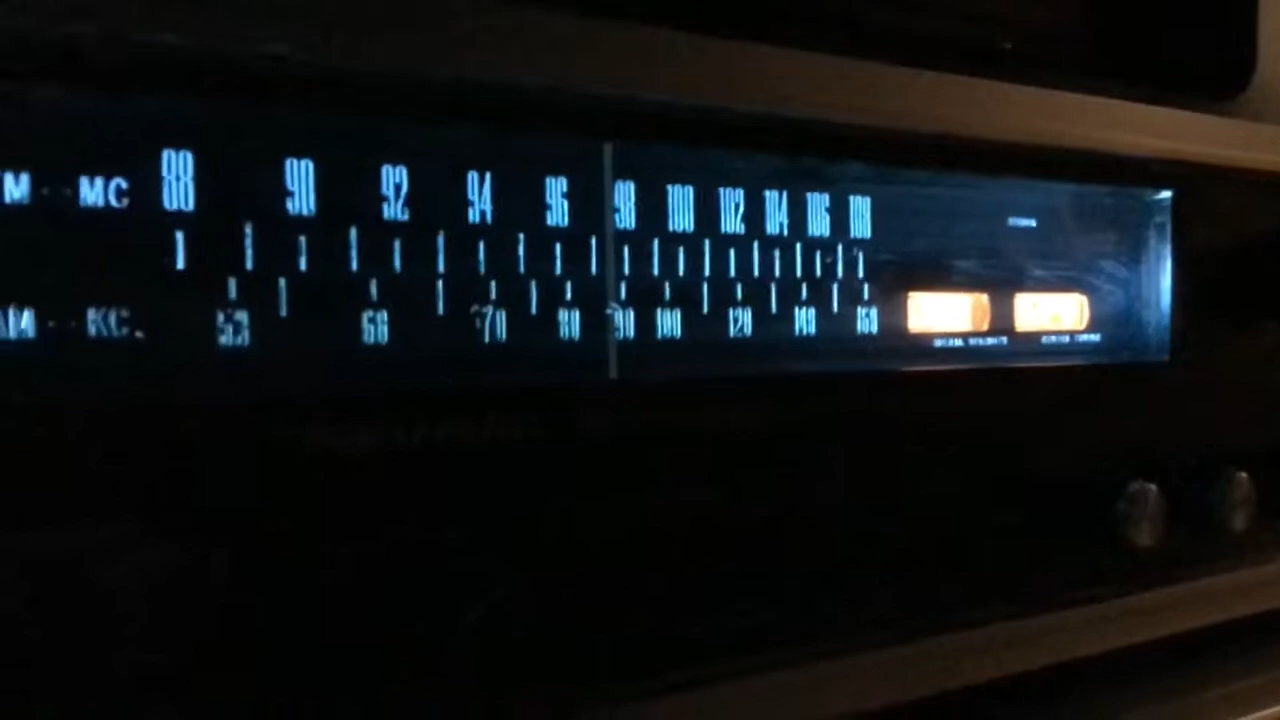 FM MC 88 90 92 94 96 98 100 102 104 106 108
AM KC. 53 60 70 80 90 100 120 140 160
SIGNAL STRENGTH CENTER TUNING